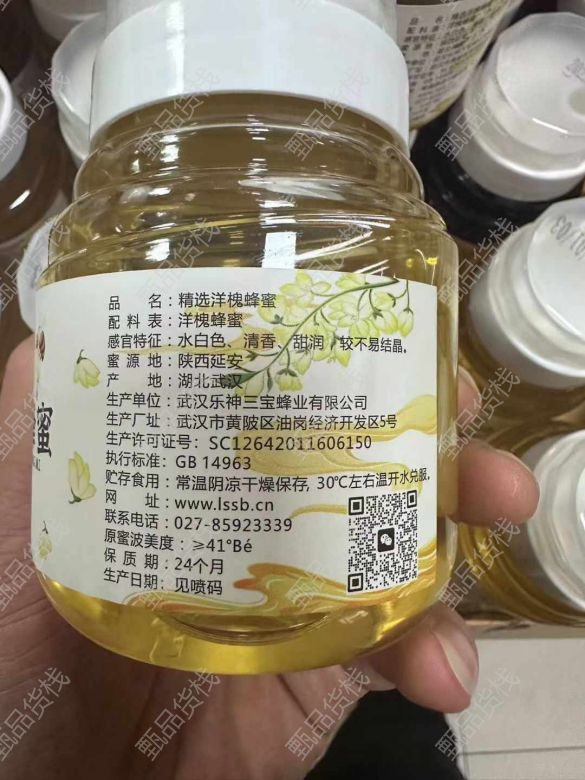 品名：精选洋槐蜂蜜
配料表：洋槐蜂蜜
感官特征：水白色、清香、甜润，较不易结晶。
蜜源地：陕西延安
产地：湖北武汉
生产单位：武汉乐神三宝蜂业有限公司
生产厂址：武汉市黄陂区油岗经济开发区5号
生产许可证号：SC12642011606150
执行标准：GB 14963
贮存食用：常温阴凉干燥保存，30℃左右温开水兑服。
网址：www.lssb.cn
联系电话：027-85923339
原蜜波美度：≥41°Bé
保质期：24个月
生产日期：见喷码
蜜
甄品货栈